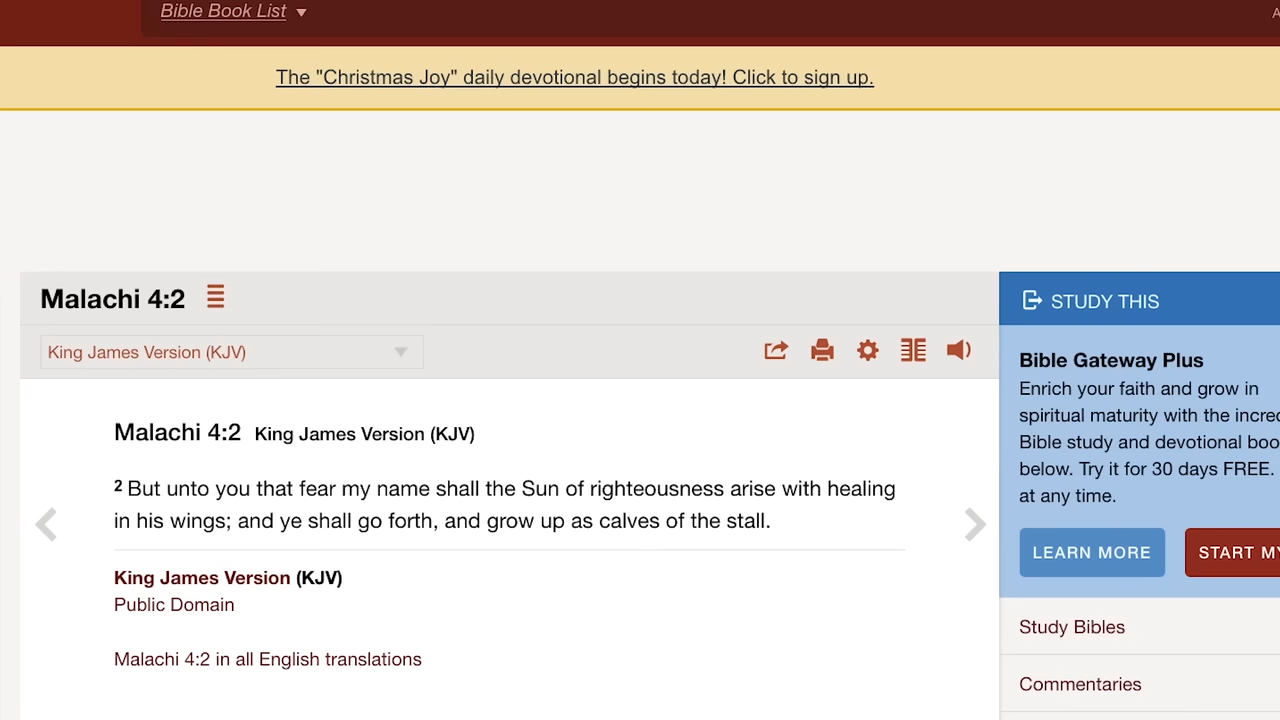 Bible Book List
The "Christmas Joy" daily devotional begins today! Click to sign up.
Malachi 4:2
King James Version (KJV)
Malachi 4:2 King James Version (KJV)
2 But unto you that fear my name shall the Sun of righteousness arise with healing
in his wings; and ye shall go forth, and grow up as calves of the stall.
King James Version (KJV)
Public Domain
Malachi 4:2 in all English translations
STUDY THIS
Bible Gateway Plus
Enrich your faith and grow in
spiritual maturity with the
Bible study and devotional
below. Try it for 30 days FREE.
at any time.
LEARN MORE
START
Study Bibles
Commentaries